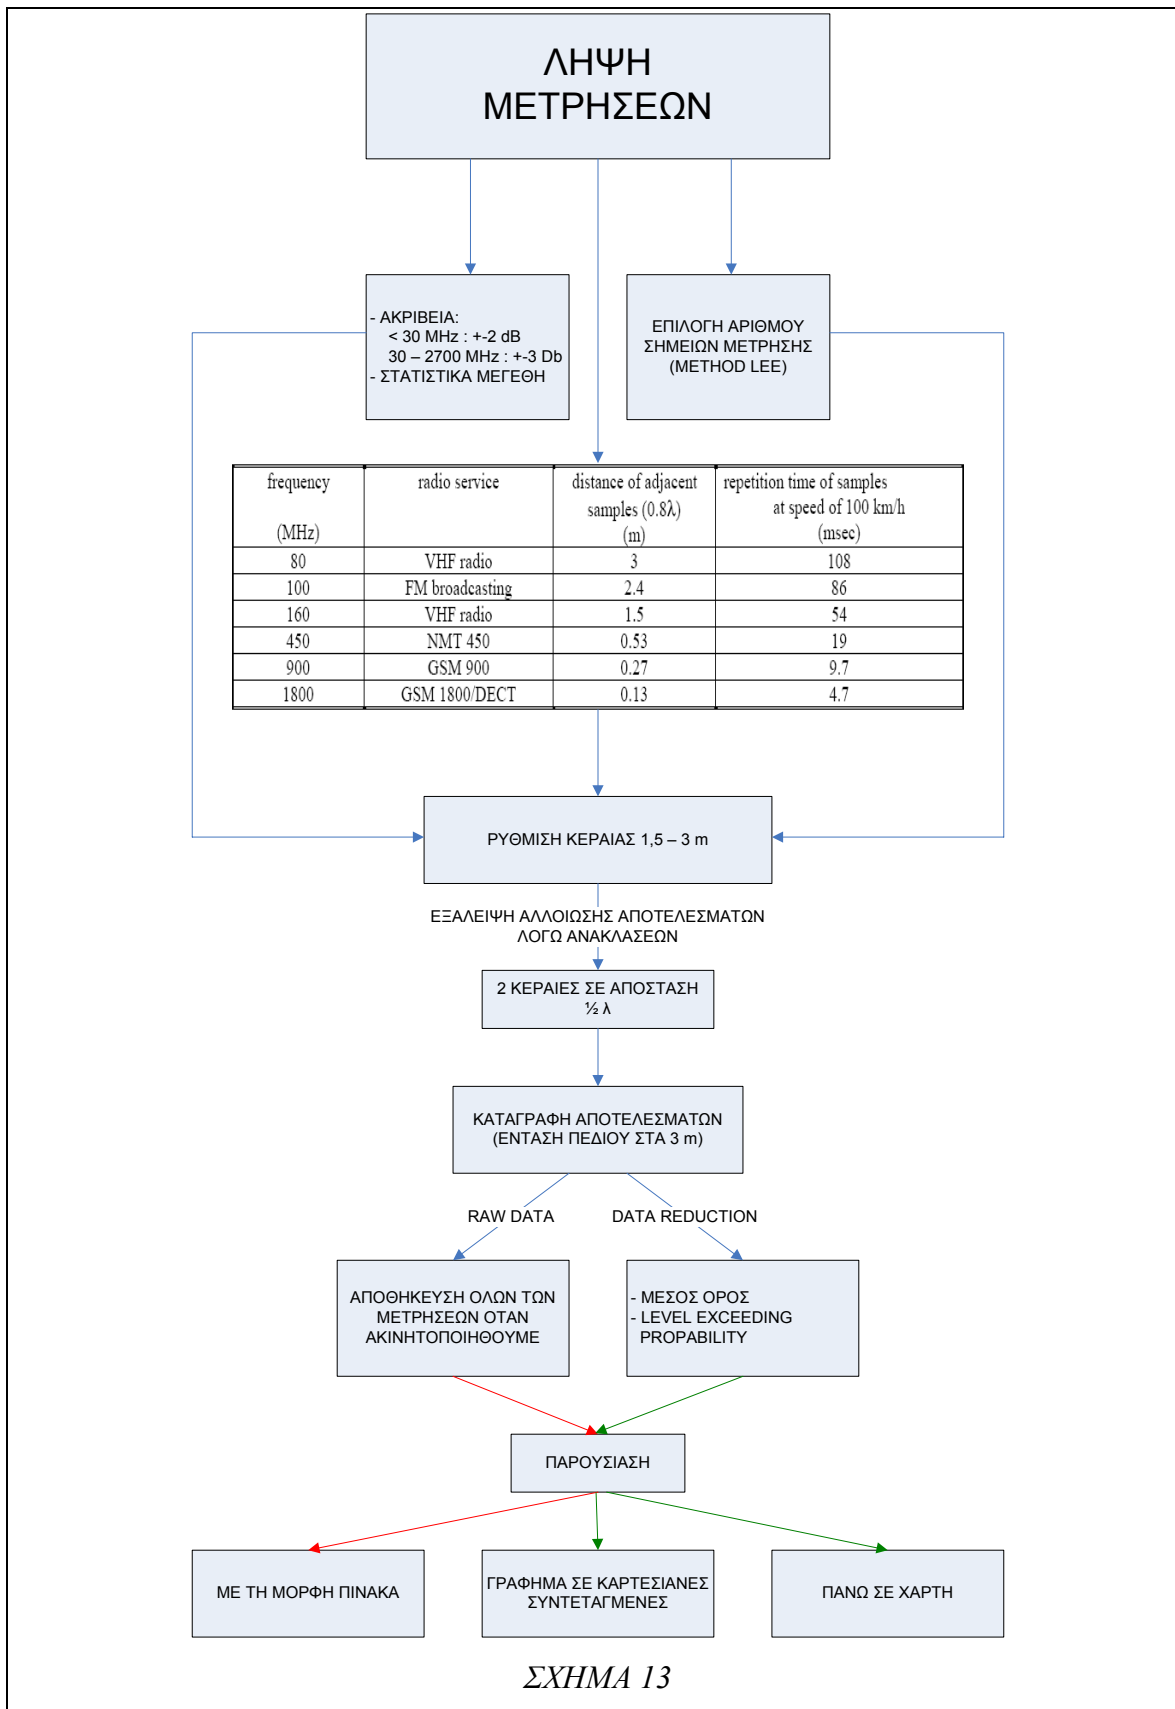 ΛΗΨΗ
ΜΕΤΡΗΣΕΩΝ
- ΑΚΡΙΒΕΙΑ:
< 30 MHz : +-2 dB
30 – 2700 MHz : +-3 Db
- ΣΤΑΤΙΣΤΙΚΑ ΜΕΓΕΘΗ
ΕΠΙΛΟΓΗ ΑΡΙΘΜΟΥ
ΣΗΜΕΙΩΝ ΜΕΤΡΗΣΗΣ
(METHOD LEE)
frequency radio service distance of adjacent repetition time of samples
samples (0.8λ) at speed of 100 km/h
(MHz) (m) (msec)
80 VHF radio 3 108
100 FM broadcasting 2.4 86
160 VHF radio 1.5 54
450 NMT 450 0.53 19
900 GSM 900 0.27 9.7
1800 GSM 1800/DECT 0.13 4.7
ΡΥΘΜΙΣΗ ΚΕΡΑΙΑΣ 1,5 – 3 m
ΕΞΑΛΕΙΨΗ ΑΛΛΟΙΩΣΗΣ ΑΠΟΤΕΛΕΣΜΑΤΩΝ
ΛΟΓΩ ΑΝΑΚΛΑΣΕΩΝ
2 ΚΕΡΑΙΕΣ ΣΕ ΑΠΟΣΤΑΣΗ
½ λ
ΚΑΤΑΓΡΑΦΗ ΑΠΟΤΕΛΕΣΜΑΤΩΝ
(ΕΝΤΑΣΗ ΠΕΔΙΟΥ ΣΤΑ 3 m)
RAW DATA
DATA REDUCTION
ΑΠΟΘΗΚΕΥΣΗ ΟΛΩΝ ΤΩΝ
ΜΕΤΡΗΣΕΩΝ ΟΤΑΝ
ΑΚΙΝΗΤΟΠΟΙΗΘΟΥΜΕ
- ΜΕΣΟΣ ΟΡΟΣ
- LEVEL EXCEEDING
PROPABILITY
ΠΑΡΟΥΣΙΑΣΗ
ΜΕ ΤΗ ΜΟΡΦΗ ΠΙΝΑΚΑ
ΓΡΑΦΗΜΑ ΣΕ ΚΑΡΤΕΣΙΑΝΕΣ
ΣΥΝΤΕΤΑΓΜΕΝΕΣ
ΠΑΝΩ ΣΕ ΧΑΡΤΗ
ΣΧΗΜΑ 13